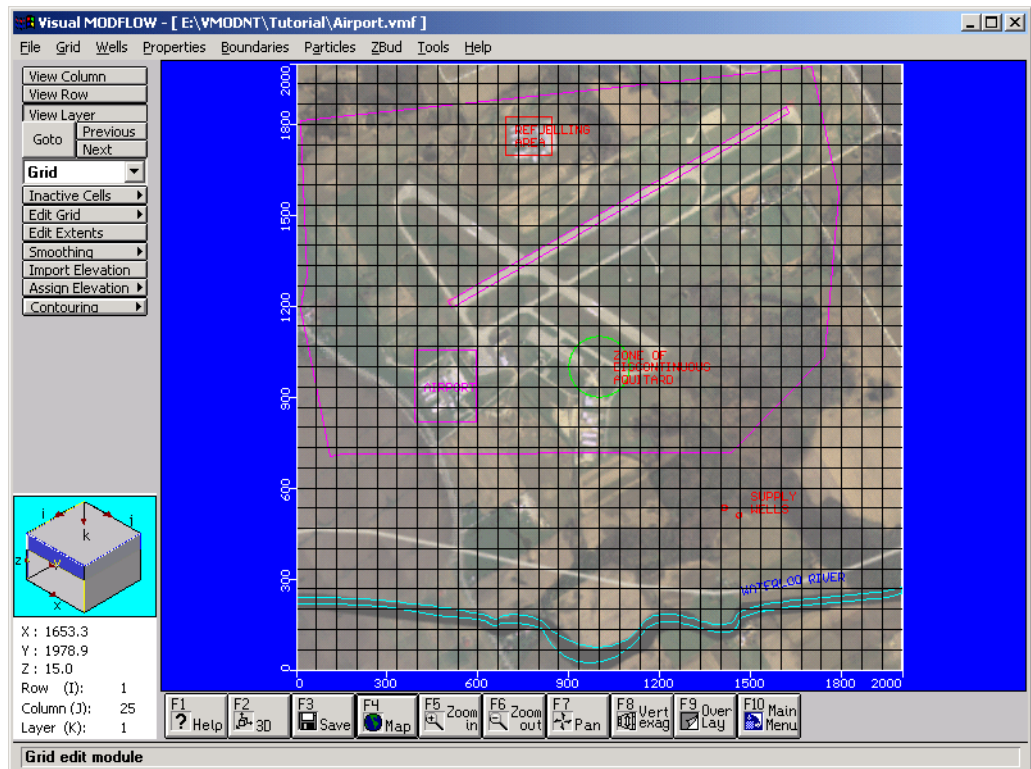 Visual MODFLOW - [ E:\VMODNT\Tutorial\Airport.vmf ]
File Grid Wells Properties Boundaries Particles ZBud Tools Help
View Column
View Row
View Layer
Goto
Previous
Next
Grid
Inactive Cells
Edit Grid
Edit Extents
Smoothing
Import Elevation
Assign Elevation
Contouring
2000
1800
1500
1200
900
600
300
0
REFUELLING
AREA
AIRPORT
ZONE OF
DISCONTINUOUS
AQUITARD
SUPPLY
WELLS
WATERLOO RIVER
0 300 600 900 1200 1500 1800 2000
i
j
k
z
y
x
X : 1653.3
Y : 1978.9
Z : 15.0
Row (I): 1
Column (J): 25
Layer (K): 1
F1 ? Help
F2 3D
F3 Save
F4 Map
F5 Zoom in
F6 Zoom out
F7 Pan
F8 Vert exag
F9 Over Lay
F10 Main Menu
Grid edit module